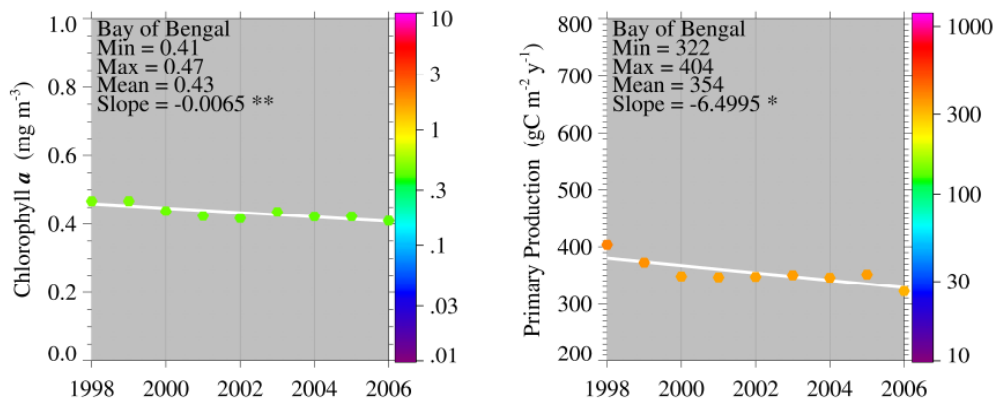 Bay of Bengal
Min = 0.41
Max = 0.47
Mean = 0.43
Slope = -0.0065 **
Chlorophyll a (mg m-3)
1.0
0.8
0.6
0.4
0.2
0.0
1998 2000 2002 2004 2006
10
3
1
.3
.1
.03
.01
Bay of Bengal
Min = 322
Max = 404
Mean = 354
Slope = -6.4995 *
Primary Production (gC m-2 y-1)
800
700
600
800
500
400
300
200
1998 2000 2002 2004 2006
1000
300
100
30
10